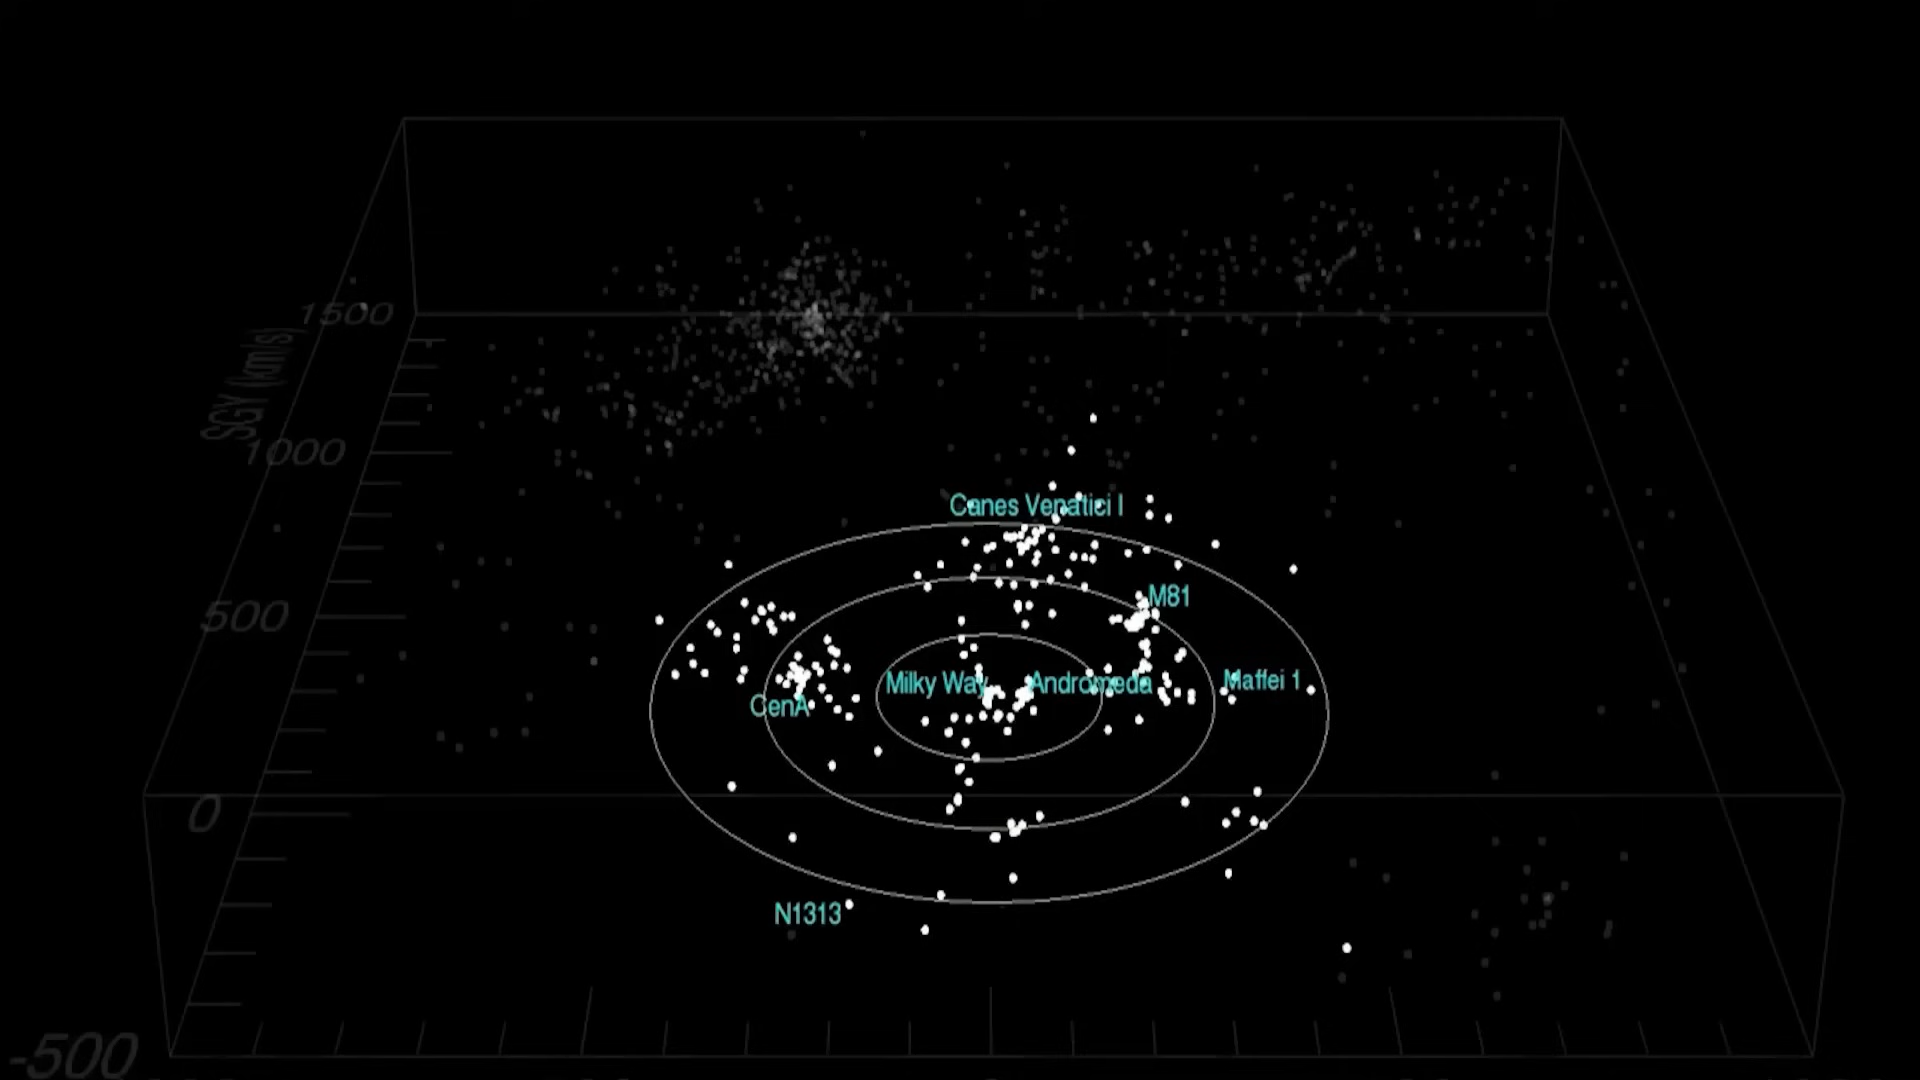 1500
SGY (km/s)
1000
Canes Venatici I
M81
500
Milky Way
Andromeda
Maffei 1
CenA
0
N1313
-500